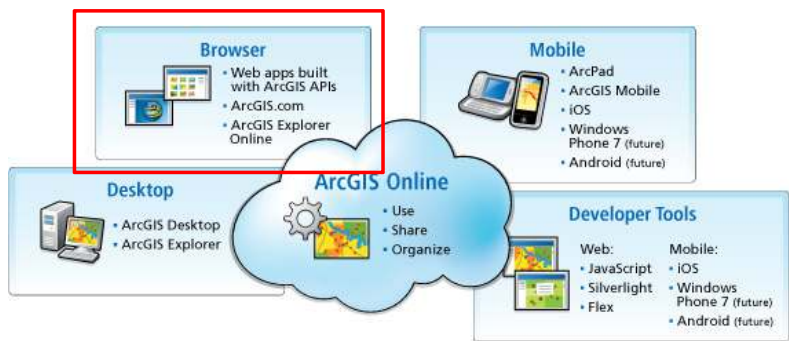 Browser
• Web apps built
with ArcGIS APIs
• ArcGIS.com
• ArcGIS Explorer
Online
Mobile
• ArcPad
• ArcGIS Mobile
• iOS
• Windows
Phone 7 (future)
• Android (future)
Desktop
• ArcGIS Desktop
• ArcGIS Explorer
ArcGIS Online
• Use
• Share
• Organize
Developer Tools
Web:
• JavaScript
• Silverlight
• Flex
Mobile:
• iOS
• Windows
Phone 7 (future)
• Android (future)